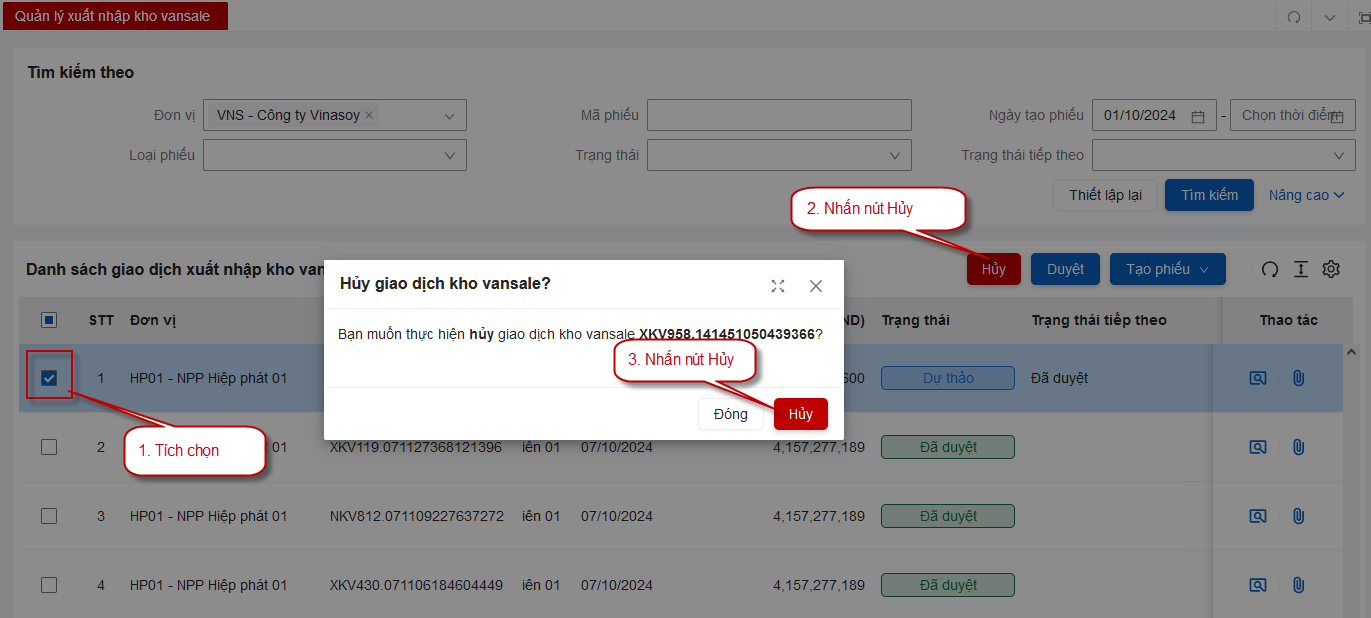 Quản lý xuất nhập kho vansale
Tìm kiếm theo
Đơn vị VNS - Công ty Vinasoy Mã phiếu Ngày tạo phiếu 01/10/2024 - Chọn thời điểm
Loại phiếu Trạng thái Trạng thái tiếp theo
Thiết lập lại Tìm kiếm Nâng cao
2. Nhấn nút Hủy
Danh sách giao dịch xuất nhập kho Hủy Duyệt Tạo phiếu
Hủy giao dịch kho vansale?
Bạn muốn thực hiện hủy giao dịch kho vansale XKV958.141451050439366?
3. Nhấn nút Hủy
Đóng Hủy
STT Đơn vị ND) Trạng thái Trạng thái tiếp theo Thao tác
1 HP01 - NPP Hiệp phát 01 600 Dự thảo Đã duyệt
1. Tích chọn
2 01 XKV119.071127368121396 iên 01 07/10/2024 4,157,277,189 Đã duyệt
3 HP01 - NPP Hiệp phát 01 NKV812.071109227637272 iên 01 07/10/2024 4,157,277,189 Đã duyệt
4 HP01 - NPP Hiệp phát 01 XKV430.071106184604449 iên 01 07/10/2024 4,157,277,189 Đã duyệt